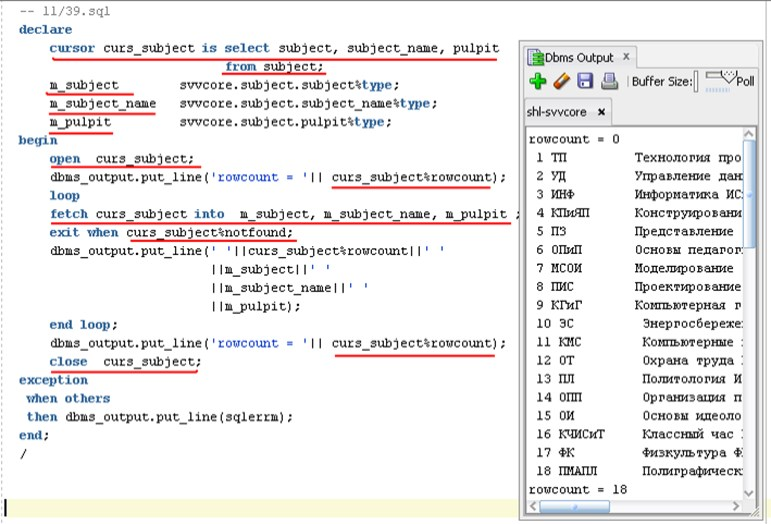 -- 11/39.sql
declare
cursor curs_subject is select subject, subject_name, pulpit
from subject;
m_subject svvcore.subject.subject%type;
m_subject_name svvcore.subject.subject_name%type;
m_pulpit svvcore.subject.pulpit%type;
begin
open curs_subject;
dbms_output.put_line('rowcount = '|| curs_subject%rowcount);
loop
fetch curs_subject into m_subject, m_subject_name, m_pulpit ;
exit when curs_subject%notfound;
dbms_output.put_line(' '||curs_subject%rowcount||' '
||m_subject||' '
||m_subject_name||' '
||m_pulpit);
end loop;
dbms_output.put_line('rowcount = '|| curs_subject%rowcount);
close curs_subject;
exception
when others
then dbms_output.put_line(sqlerrm);
end;
/
Dbms Output x
Buffer Size: Poll
shl-svvcore x
rowcount = 0
1 ТП Технология про
2 УД Управление дан
3 ИНФ Информатика ИС
4 КПиЯП Конструировани
5 ПЗ Представление
6 ОПиП Основы педагог
7 МСОИ Моделирование
8 ПИС Проектирование
9 КГиГ Компьютерная г
10 ЭС Энергосбереже
11 КМС Компьютерные
12 ОТ Охрана труда
13 ПЛ Политология И
14 ОПП Организация п
15 ОИ Основы идеоло
16 КЧИСиТ Классный час
17 ФК Физкультура Ф
18 ПМАПЛ Полиграфическ
rowcount = 18